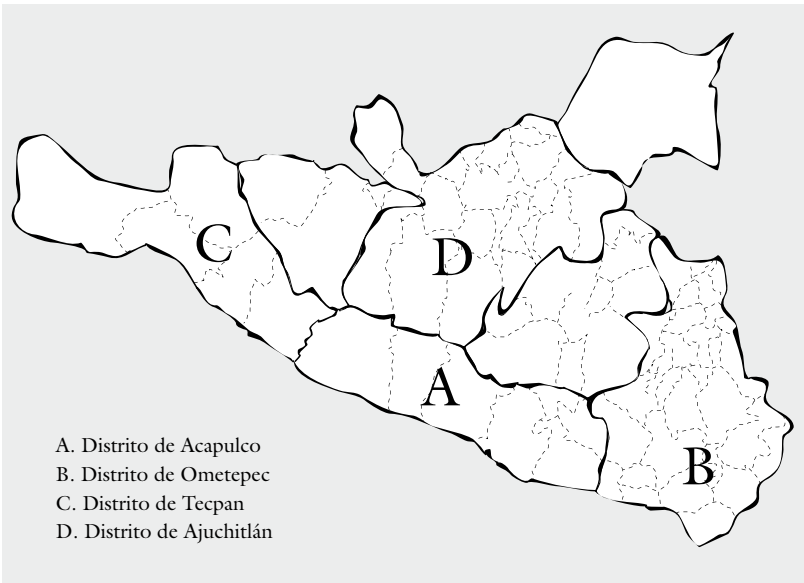 C
D
A
B
A. Distrito de Acapulco
B. Distrito de Ometepec
C. Distrito de Tecpan
D. Distrito de Ajuchitlán